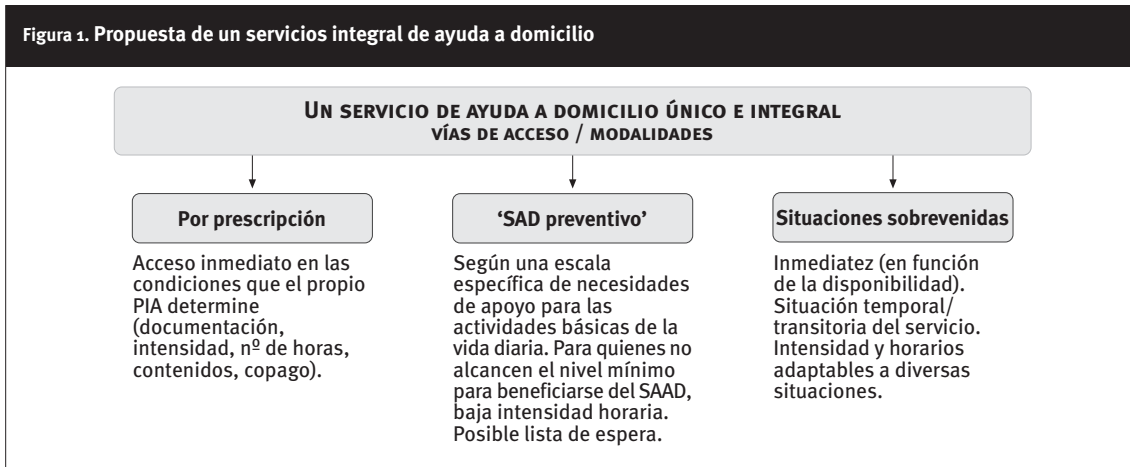 Figura 1. Propuesta de un servicios integral de ayuda a domicilio
UN SERVICIO DE AYUDA A DOMICILIO ÚNICO E INTEGRAL
VÍAS DE ACCESO / MODALIDADES
Por prescripción
Acceso inmediato en las
condiciones que el propio
PIA determine
(documentación,
intensidad, nº de horas,
contenidos, copago).
‘SAD preventivo’
Según una escala
específica de necesidades
de apoyo para las
actividades básicas de la
vida diaria. Para quienes no
alcancen el nivel mínimo
para beneficiarse del SAAD,
baja intensidad horaria.
Posible lista de espera.
Situaciones sobrevenidas
Inmediatez (en función
de la disponibilidad).
Situación temporal/
transitoria del servicio.
Intensidad y horarios
adaptables a diversas
situaciones.